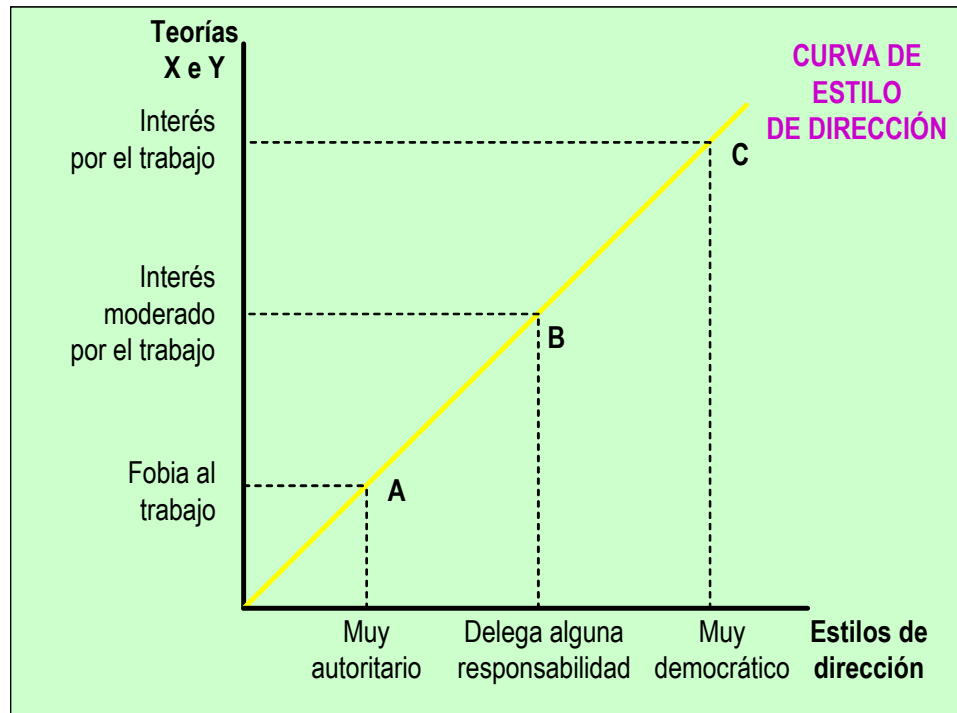 Teorías
X e Y
CURVA DE
ESTILO
DE DIRECCIÓN
Interés
por el trabajo
C
Interés
moderado
por el trabajo
B
Fobia al
trabajo
A
Muy
autoritario
Delega alguna
responsabilidad
Muy
democrático
Estilos de
dirección